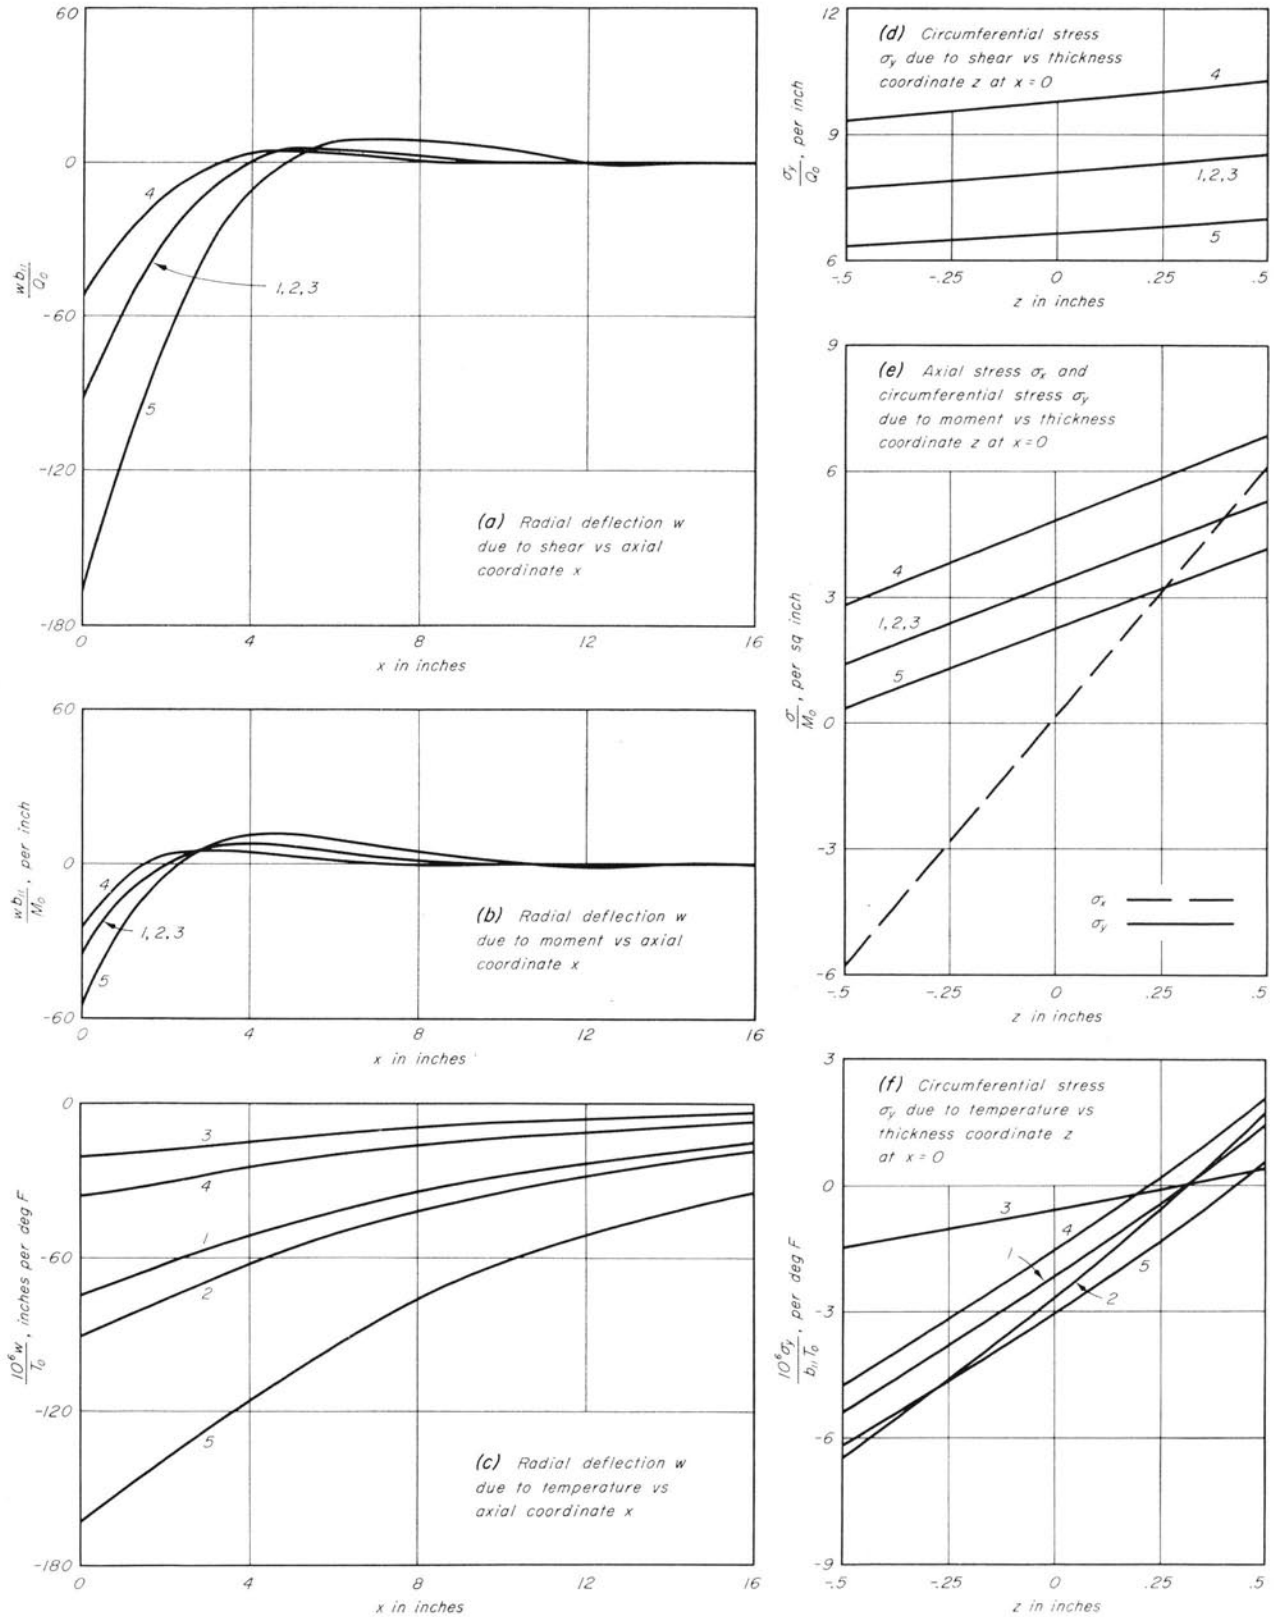 60
0
-60
-120
-180
wb₁₁
Q₀
4
1,2,3
5
(a) Radial deflection w
due to shear vs axial
coordinate x
0
4
8
12
16
x in inches
60
0
-60
wb₁₁
M₀ , per inch
4
1,2,3
5
(b) Radial deflection w
due to moment vs axial
coordinate x
0
4
8
12
16
x in inches
0
-60
-120
-180
10⁶w
T₀ , inches per deg F
3
4
1
2
5
(c) Radial deflection w
due to temperature vs
axial coordinate x
0
4
8
12
16
x in inches
12
9
6
σy
Q₀ , per inch
(d) Circumferential stress
σy due to shear vs thickness
coordinate z at x = 0
4
1,2,3
5
-.5
-.25
0
.25
.5
z in inches
9
6
3
0
-3
-6
σ
M₀ , per sq inch
(e) Axial stress σx and
circumferential stress σy
due to moment vs thickness
coordinate z at x = 0
4
1,2,3
5
σx
σy
-.5
-.25
0
.25
.5
z in inches
3
0
-3
-6
-9
10⁶σy
b₁₁T₀ , per deg F
(f) Circumferential stress
σy due to temperature vs
thickness coordinate z
at x = 0
3
4
1
5
2
-.5
-.25
0
.25
.5
z in inches